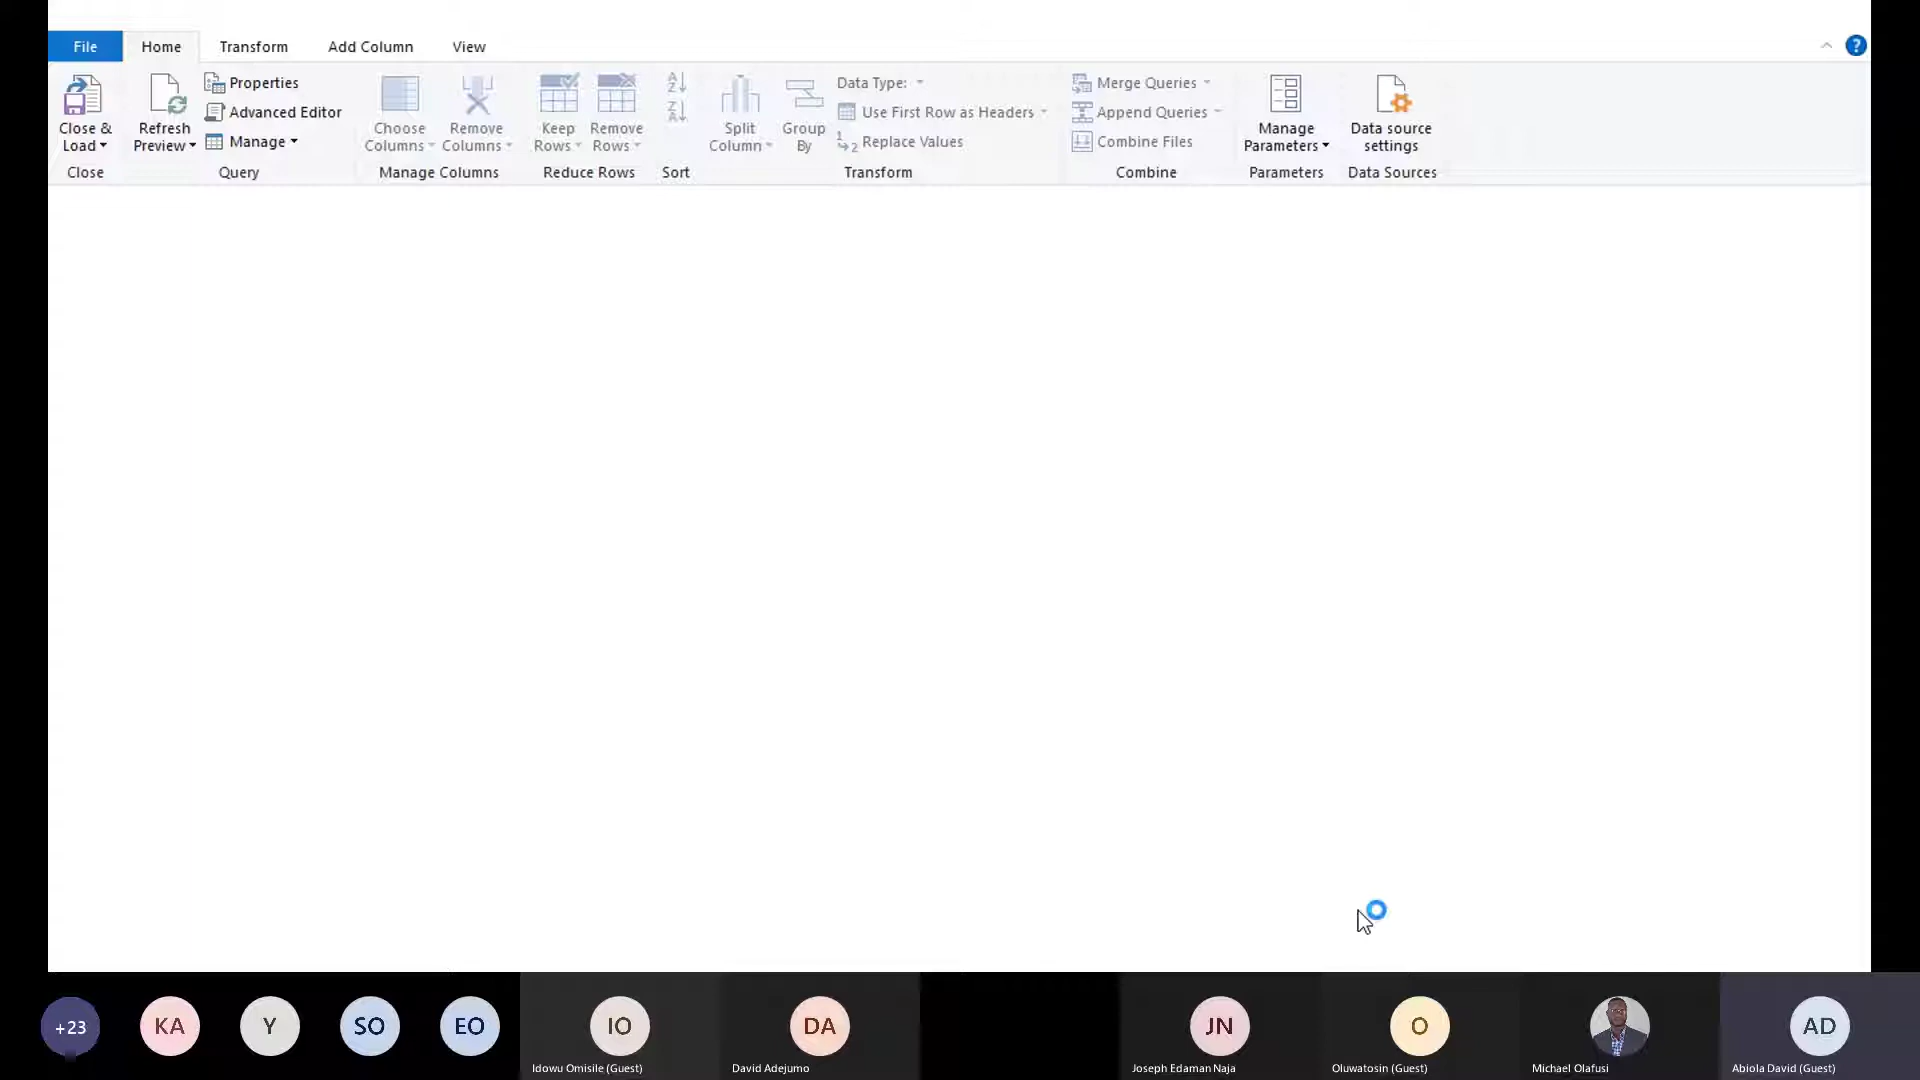 File Home Transform Add Column View ?
Close & Load
Refresh Preview
Properties
Advanced Editor
Manage
Choose Columns
Remove Columns
Keep Rows
Remove Rows
A Z
Z A
Split Column
Group By
Data Type:
Use First Row as Headers
1 2 Replace Values
Merge Queries
Append Queries
Combine Files
Manage Parameters
Data source settings
Close Query Manage Columns Reduce Rows Sort Transform Combine Parameters Data Sources
+23 KA Y SO EO IO DA JN O AD
Idowu Omisile (Guest) David Adejumo Joseph Edaman Naja Oluwatosin (Guest) Michael Olafusi Abiola David (Guest)